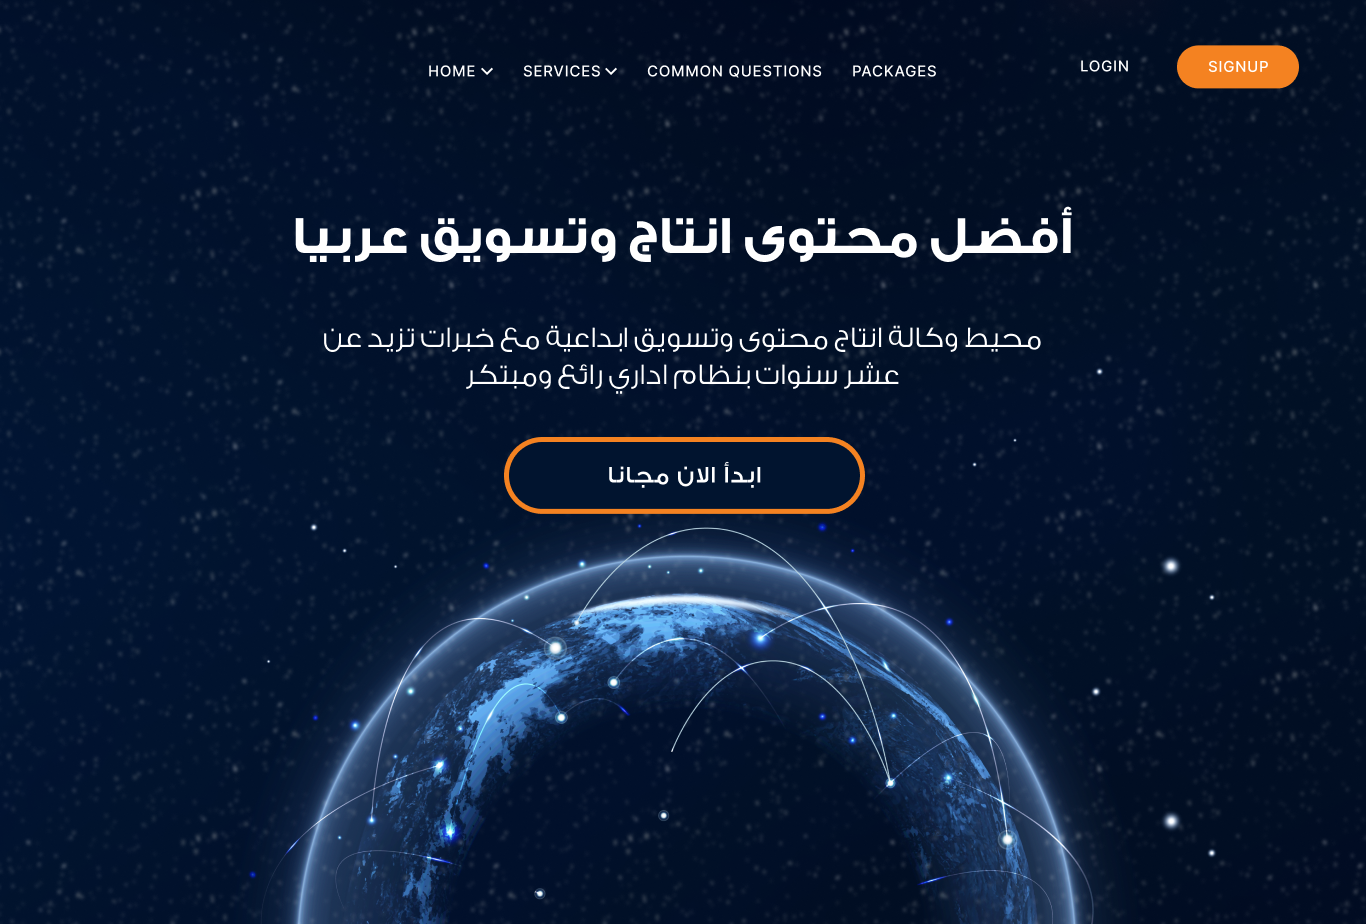 HOME SERVICES COMMON QUESTIONS PACKAGES LOGIN SIGNUP
أفضل محتوى انتاج وتسويق عربيا
محيط وكالة انتاج محتوى وتسويق ابداعية مع خبرات تزيد عن
عشر سنوات بنظام اداري رائع ومبتكر
ابدأ الان مجانا